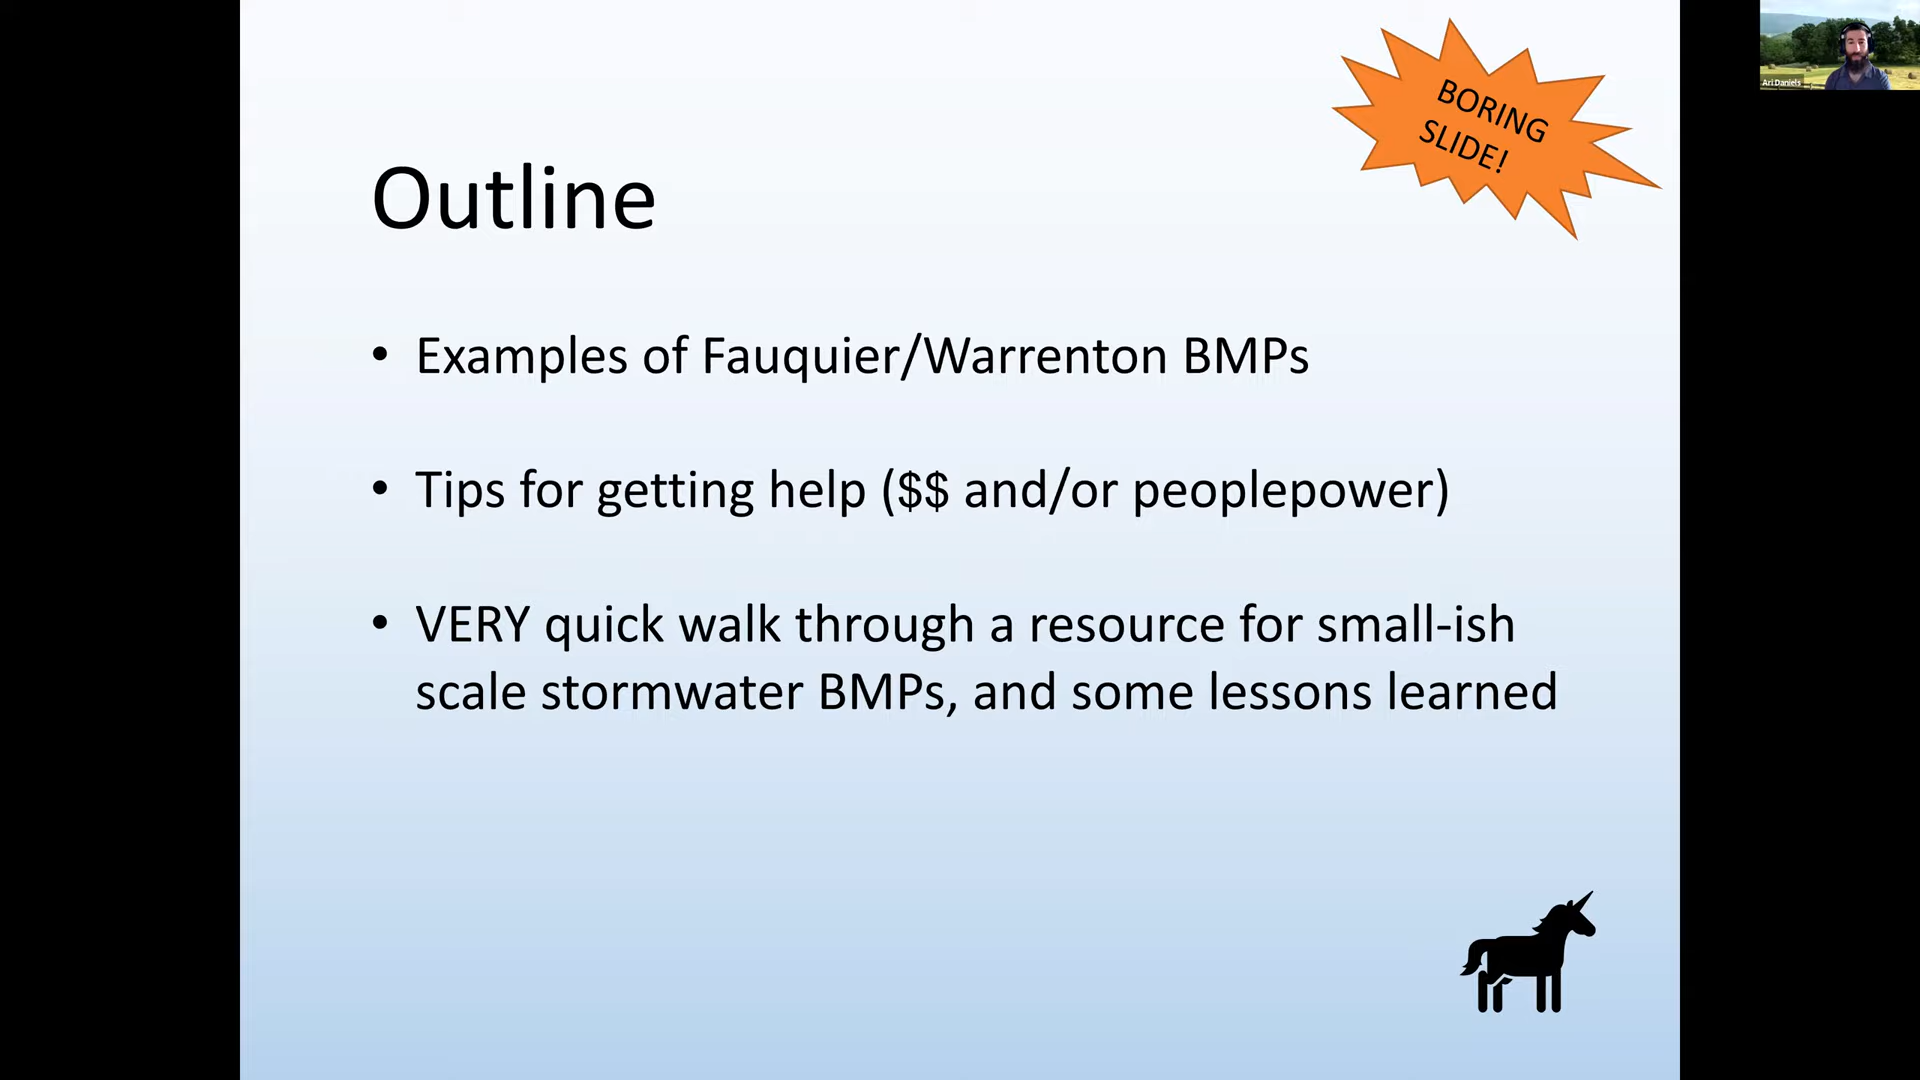 BORING
SLIDE!
Ari Daniels
Outline
• Examples of Fauquier/Warrenton BMPs
• Tips for getting help ($$ and/or peoplepower)
• VERY quick walk through a resource for small-ish
scale stormwater BMPs, and some lessons learned